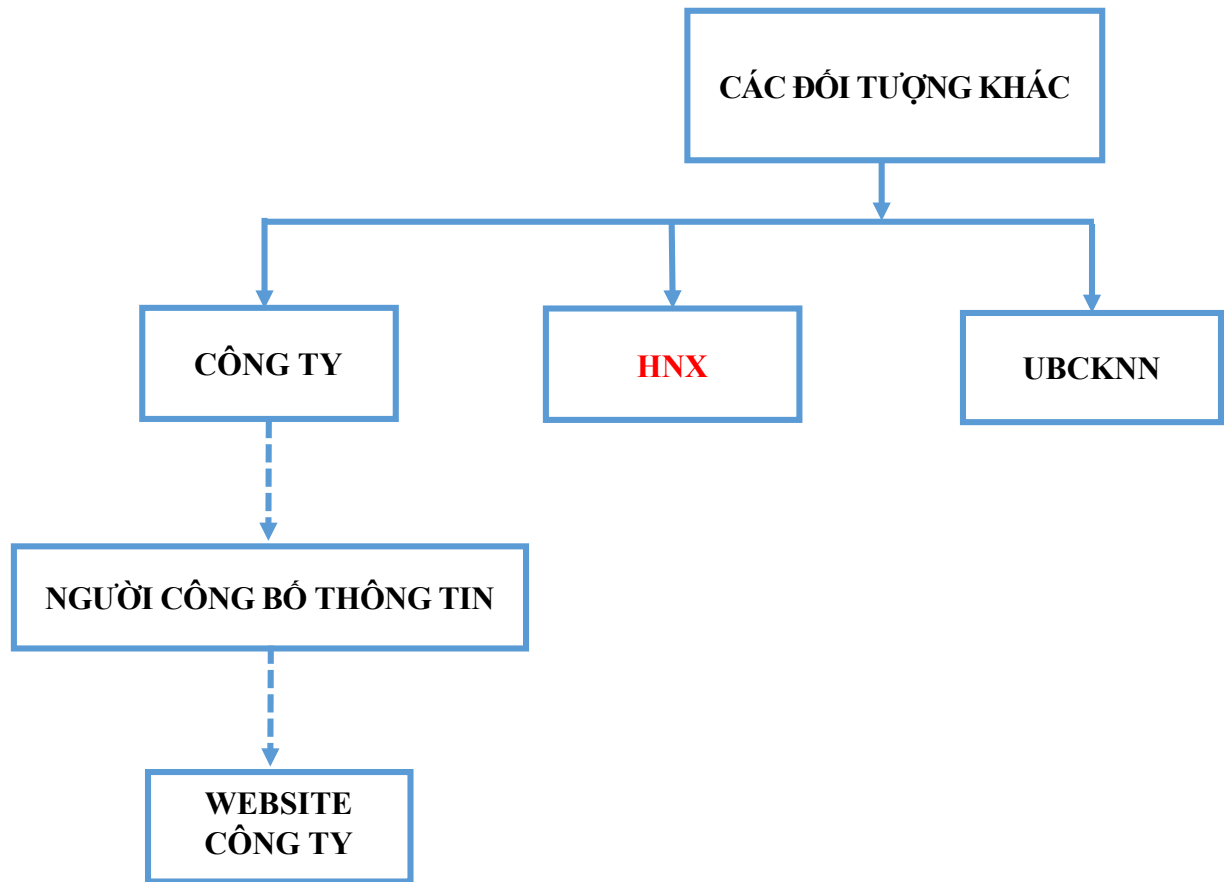 CÁC ĐỐI TƯỢNG KHÁC
CÔNG TY
HNX
UBCKNN
NGƯỜI CÔNG BỐ THÔNG TIN
WEBSITE
CÔNG TY